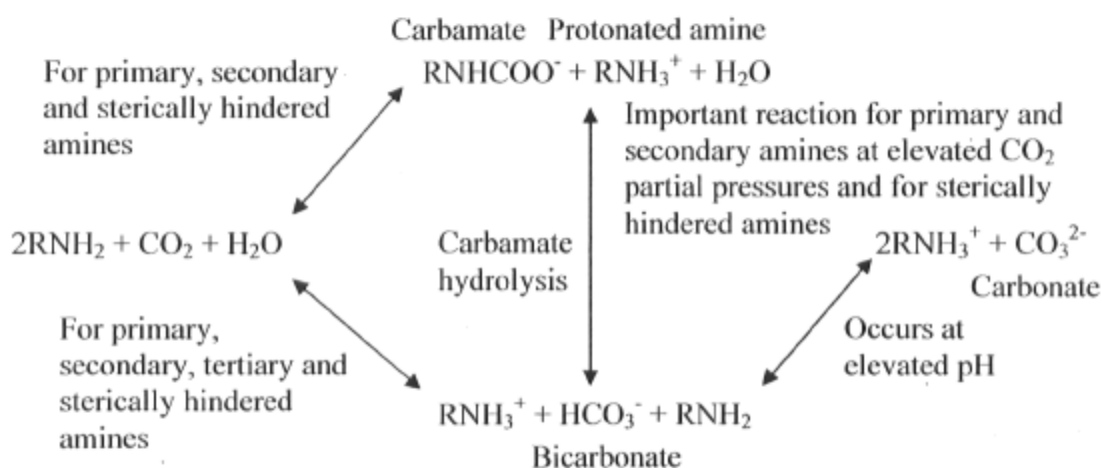 Carbamate Protonated amine
RNHCOO⁻ + RNH₃⁺ + H₂O
For primary, secondary
and sterically hindered
amines
Important reaction for primary and
secondary amines at elevated CO₂
partial pressures and for sterically
hindered amines
2RNH₂ + CO₂ + H₂O
Carbamate
hydrolysis
2RNH₃⁺ + CO₃²⁻
Carbonate
For primary,
secondary, tertiary and
sterically hindered
amines
Occurs at
elevated pH
RNH₃⁺ + HCO₃⁻ + RNH₂
Bicarbonate